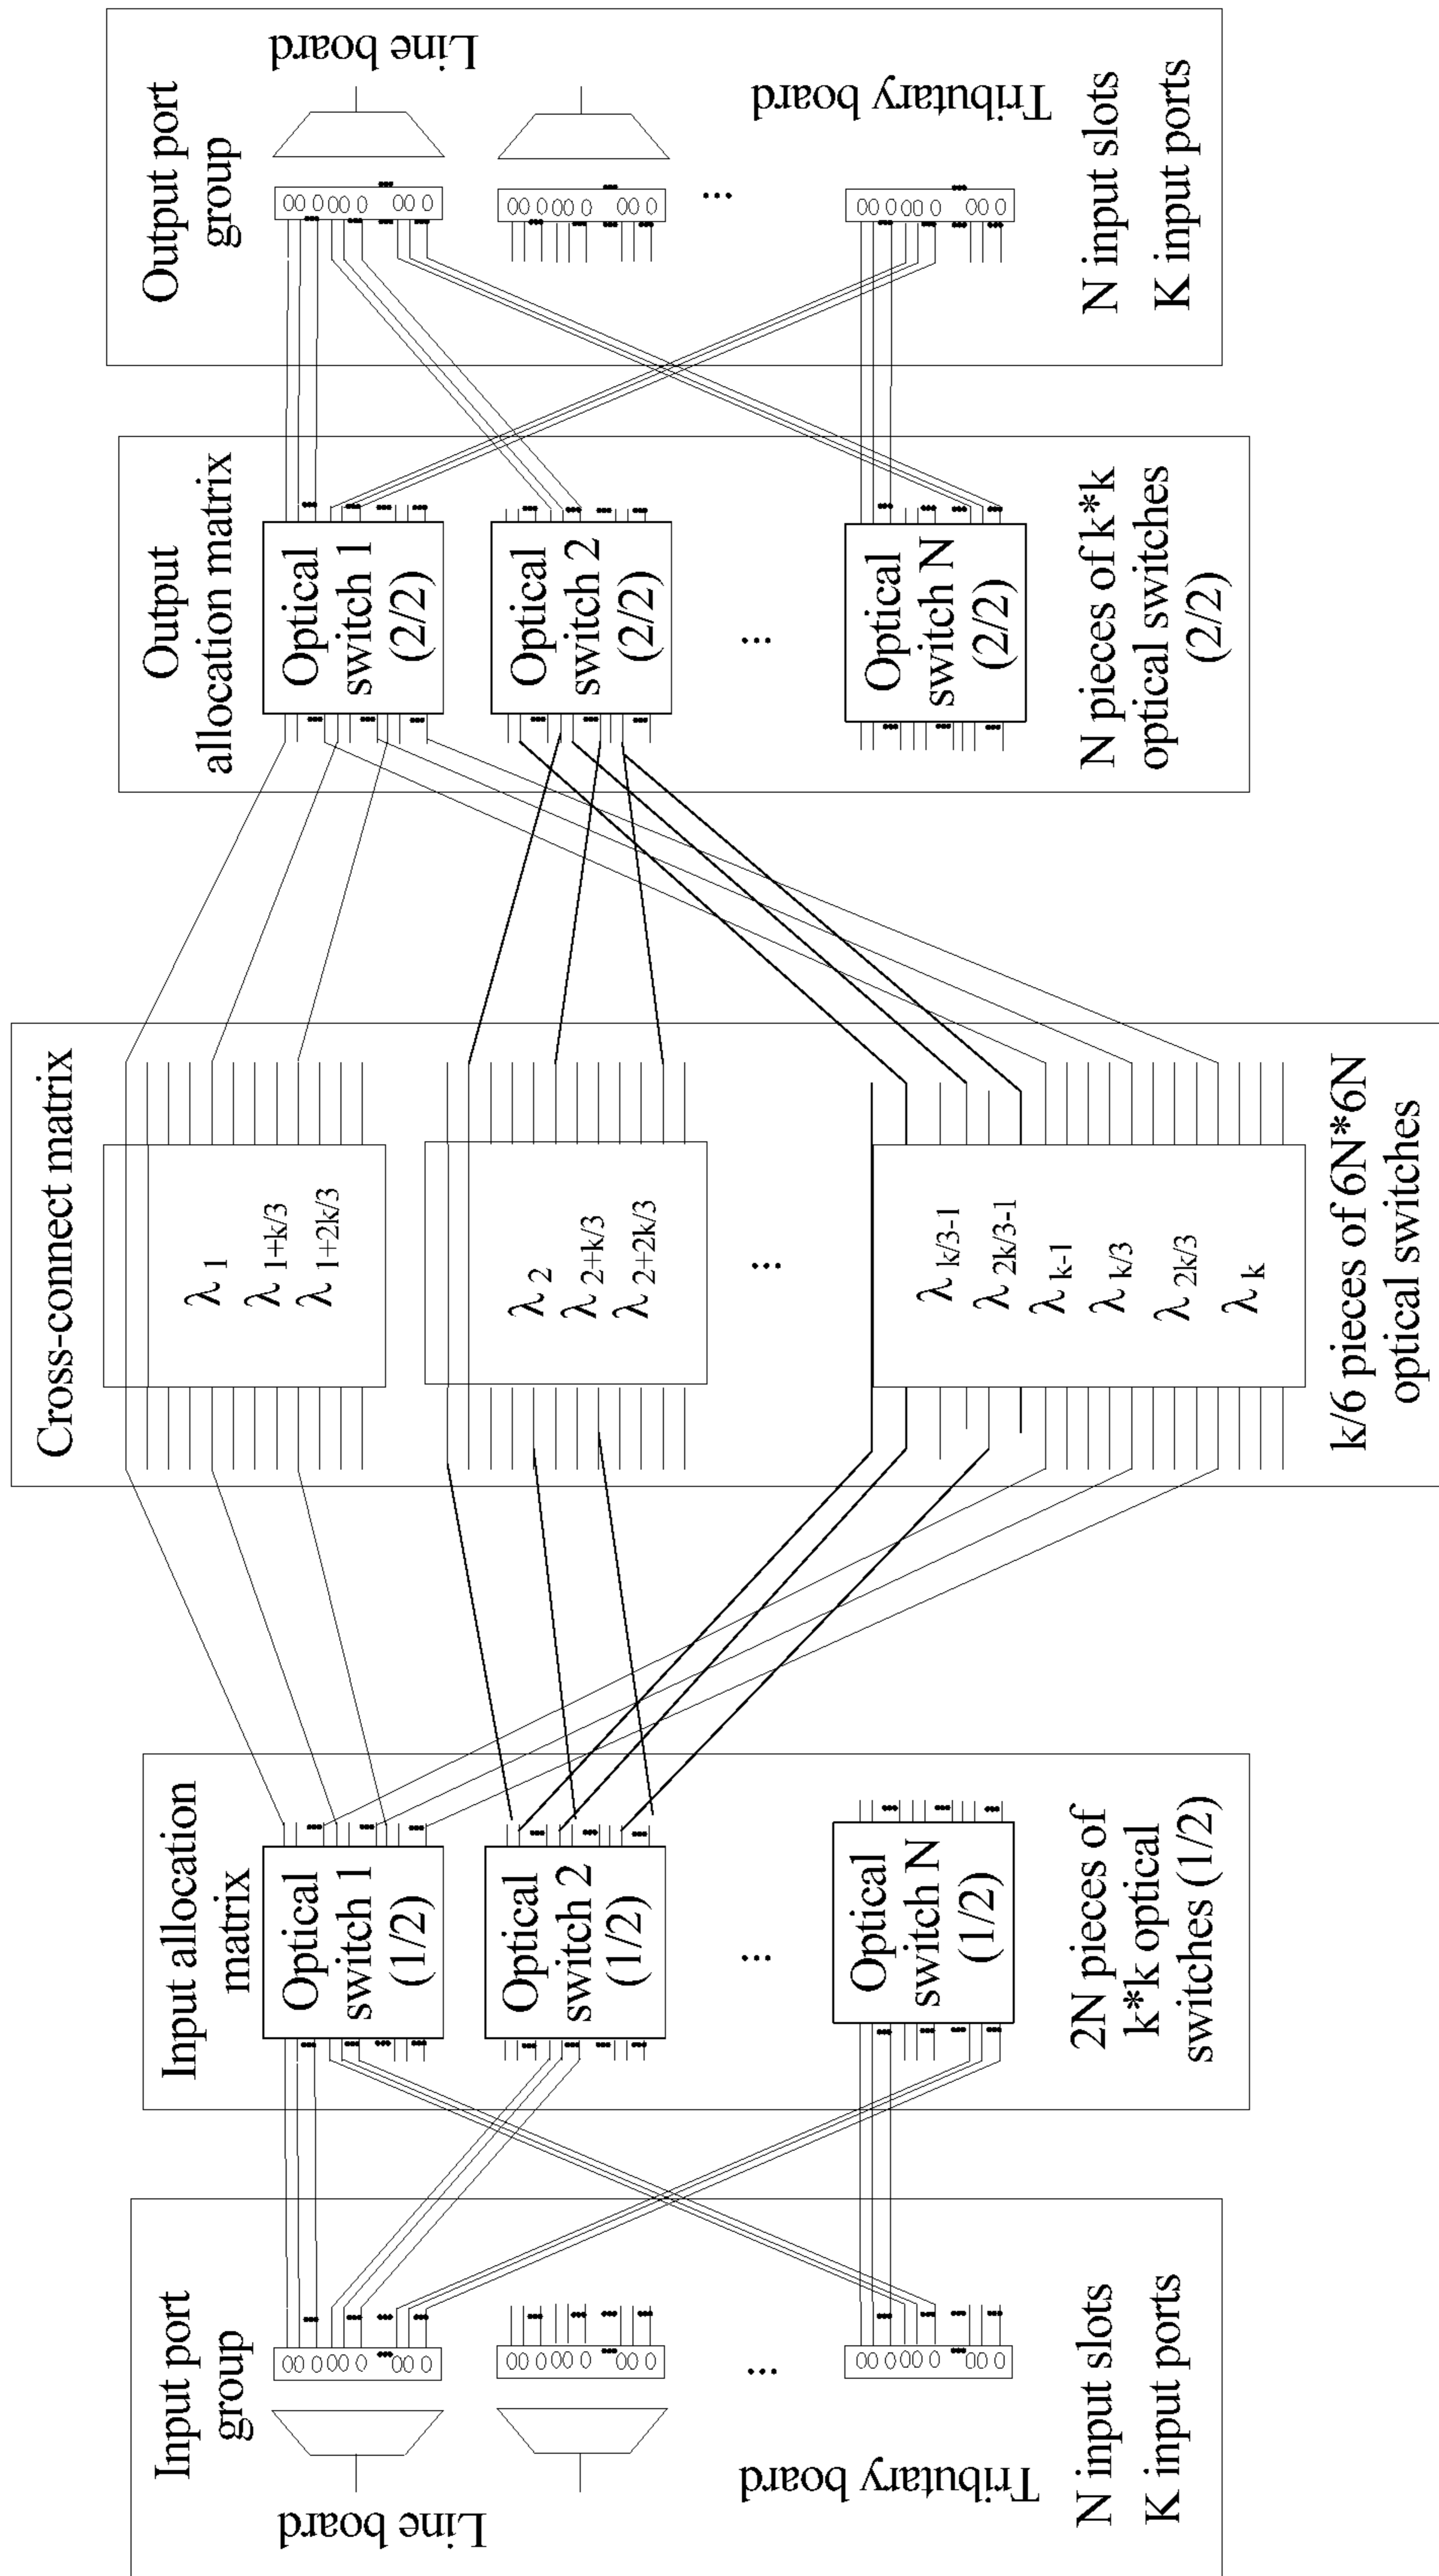 Input port
group
Line board
Tributary board
N input slots
K input ports
Input allocation
matrix
Optical
switch 1
(1/2)
Optical
switch 2
(1/2)
...
Optical
switch N
(1/2)
2N pieces of
k*k optical
switches (1/2)
Cross-connect matrix
λ 1
λ 1+k/3
λ 1+2k/3
λ 2
λ 2+k/3
λ 2+2k/3
...
λ k/3-1
λ 2k/3-1
λ k-1
λ k/3
λ 2k/3
λ k
k/6 pieces of 6N*6N
optical switches
Output
allocation matrix
Optical
switch 1
(2/2)
Optical
switch 2
(2/2)
...
Optical
switch N
(2/2)
N pieces of k*k
optical switches
(2/2)
Output port
group
Line board
...
Tributary board
N input slots
K input ports